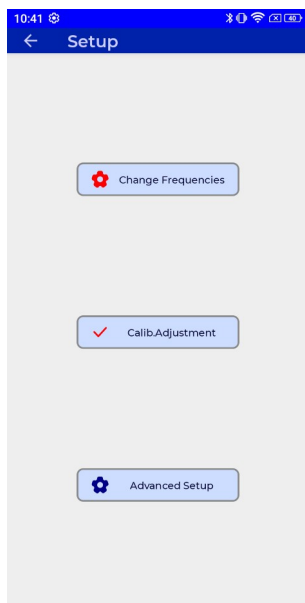 10:41
40
Setup
Change Frequencies
Calib.Adjustment
Advanced Setup